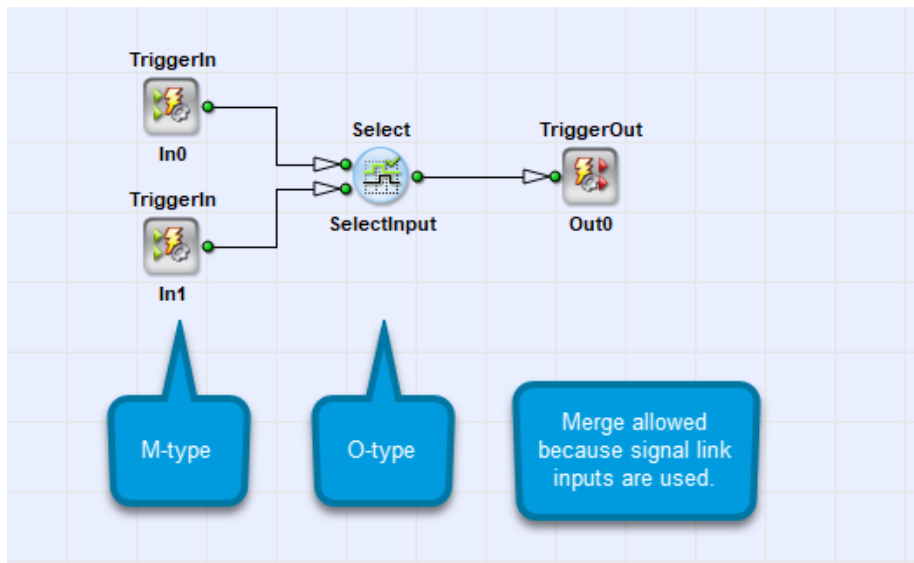 TriggerIn
In0
Select
TriggerOut
TriggerIn
SelectInput
Out0
In1
M-type
O-type
Merge allowed
because signal link
inputs are used.